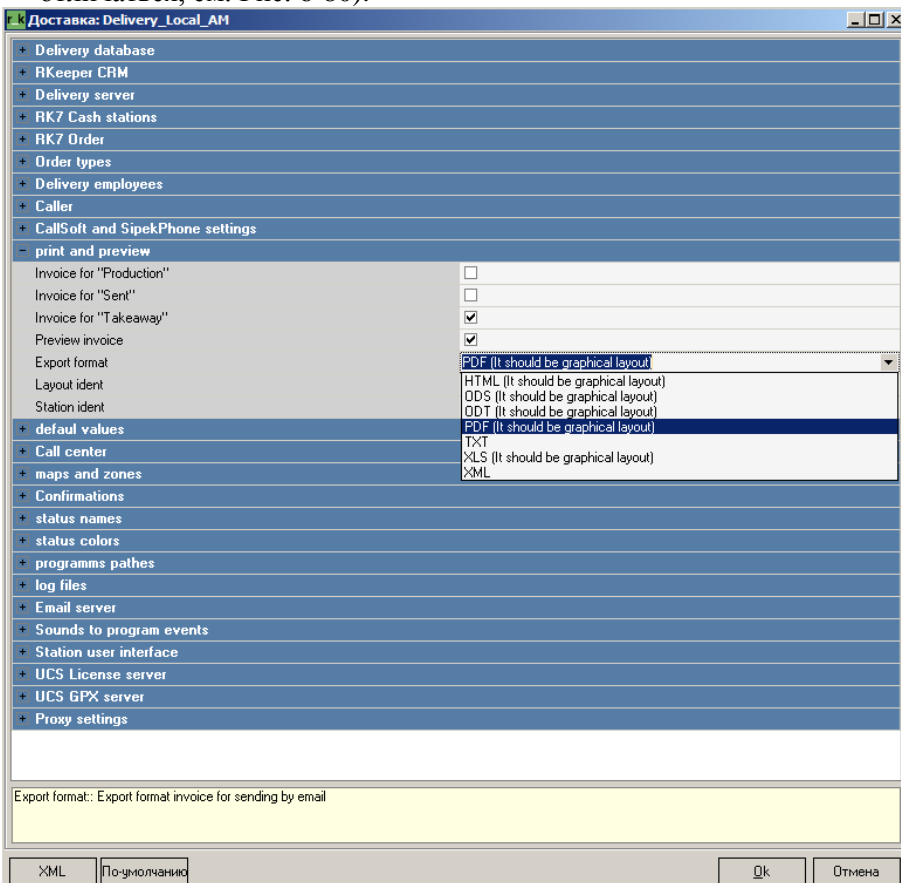 r_k Доставка: Delivery_Local_AM
+ Delivery database
+ RKeeper CRM
+ Delivery server
+ RK7 Cash stations
+ RK7 Order
+ Order types
+ Delivery employees
+ Caller
+ CallSoft and SipekPhone settings
− print and preview
Invoice for "Production"
Invoice for "Sent"
Invoice for "Takeaway"
Preview invoice
Export format PDF (It should be graphical layout)
Layout ident HTML (It should be graphical layout)
ODS (It should be graphical layout)
Station ident ODT (It should be graphical layout)
+ defaul values PDF (It should be graphical layout)
TXT
+ Call center XLS (It should be graphical layout)
+ maps and zones XML
+ Confirmations
+ status names
+ status colors
+ programms pathes
+ log files
+ Email server
+ Sounds to program events
+ Station user interface
+ UCS License server
+ UCS GPX server
+ Proxy settings
Export format:: Export format invoice for sending by email
XML По-умолчанию Ok Отмена